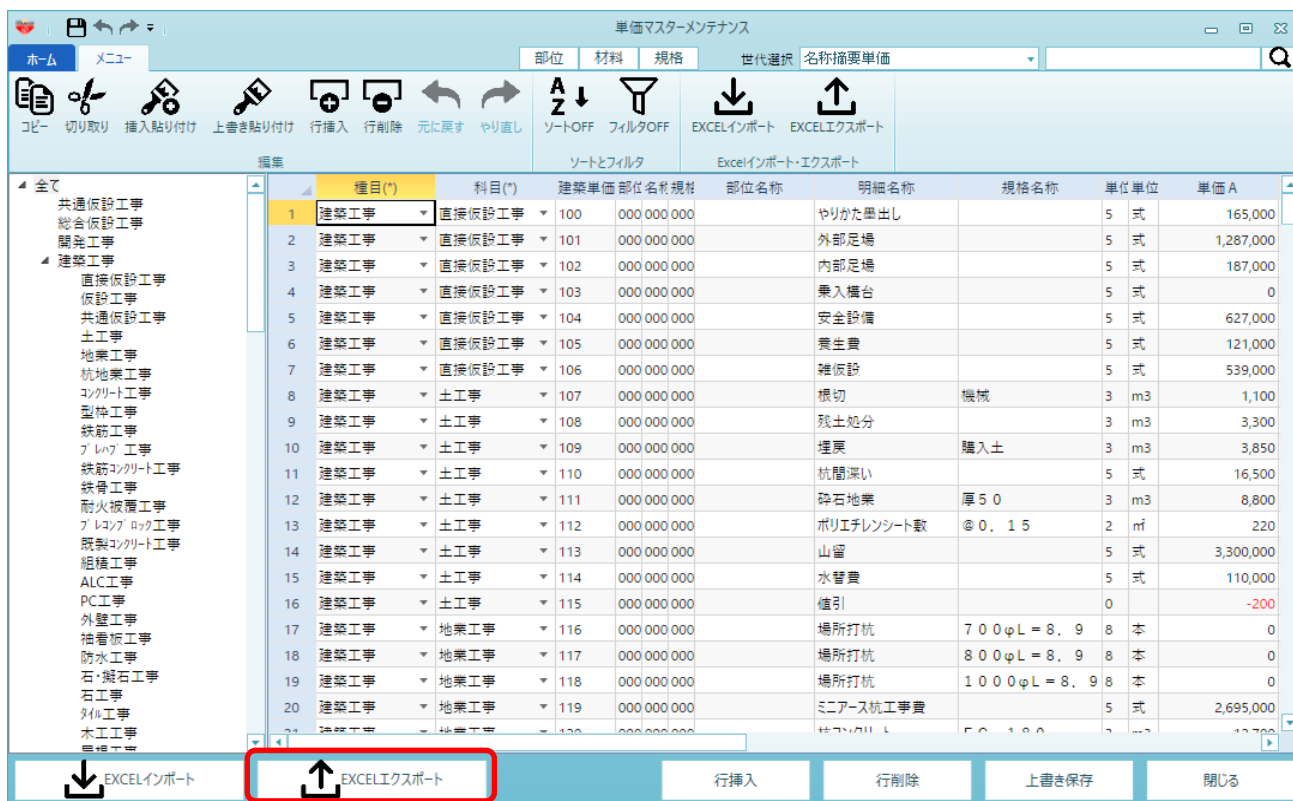 単価マスターメンテナンス
ホーム メニュー 部位 材料 規格 世代選択 名称摘要単価
コピー 切り取り 挿入貼り付け 上書き貼り付け 行挿入 行削除 元に戻す やり直し ソートOFF フィルタOFF EXCELインポート EXCELエクスポート
編集 ソートとフィルタ Excelインポート・エクスポート
全て
共通仮設工事
総合仮設工事
開発工事
建築工事
直接仮設工事
仮設工事
共通仮設工事
土工事
地業工事
杭地業工事
コンクリート工事
型枠工事
鉄筋工事
プレハブ工事
鉄筋コンクリート工事
鉄骨工事
耐火被覆工事
プレコンブロック工事
既製コンクリート工事
組積工事
ALC工事
PC工事
外壁工事
袖看板工事
防水工事
石・擬石工事
石工事
タイル工事
木工工事
屋根工事
種目(*) 科目(*) 建築単価 部位 名称 規格 部位名称 明細名称 規格名称 単位 単位 単価A
1 建築工事 直接仮設工事 100 000 000 000 やりかた墨出し 5 式 165,000
2 建築工事 直接仮設工事 101 000 000 000 外部足場 5 式 1,287,000
3 建築工事 直接仮設工事 102 000 000 000 内部足場 5 式 187,000
4 建築工事 直接仮設工事 103 000 000 000 乗入構台 5 式 0
5 建築工事 直接仮設工事 104 000 000 000 安全設備 5 式 627,000
6 建築工事 直接仮設工事 105 000 000 000 養生費 5 式 121,000
7 建築工事 直接仮設工事 106 000 000 000 雑仮設 5 式 539,000
8 建築工事 土工事 107 000 000 000 根切 機械 3 m3 1,100
9 建築工事 土工事 108 000 000 000 残土処分 3 m3 3,300
10 建築工事 土工事 109 000 000 000 埋戻 購入土 3 m3 3,850
11 建築工事 土工事 110 000 000 000 杭間深い 5 式 16,500
12 建築工事 土工事 111 000 000 000 砕石地業 厚50 3 m3 8,800
13 建築工事 土工事 112 000 000 000 ポリエチレンシート敷 @0.15 2 ㎡ 220
14 建築工事 土工事 113 000 000 000 山留 5 式 3,300,000
15 建築工事 土工事 114 000 000 000 水替費 5 式 110,000
16 建築工事 土工事 115 000 000 000 値引 0 -200
17 建築工事 地業工事 116 000 000 000 場所打杭 700φL=8.9 8 本 0
18 建築工事 地業工事 117 000 000 000 場所打杭 800φL=8.9 8 本 0
19 建築工事 地業工事 118 000 000 000 場所打杭 1000φL=8.9 8 本 0
20 建築工事 地業工事 119 000 000 000 ミニアース杭工事費 5 式 2,695,000
EXCELインポート EXCELエクスポート 行挿入 行削除 上書き保存 閉じる